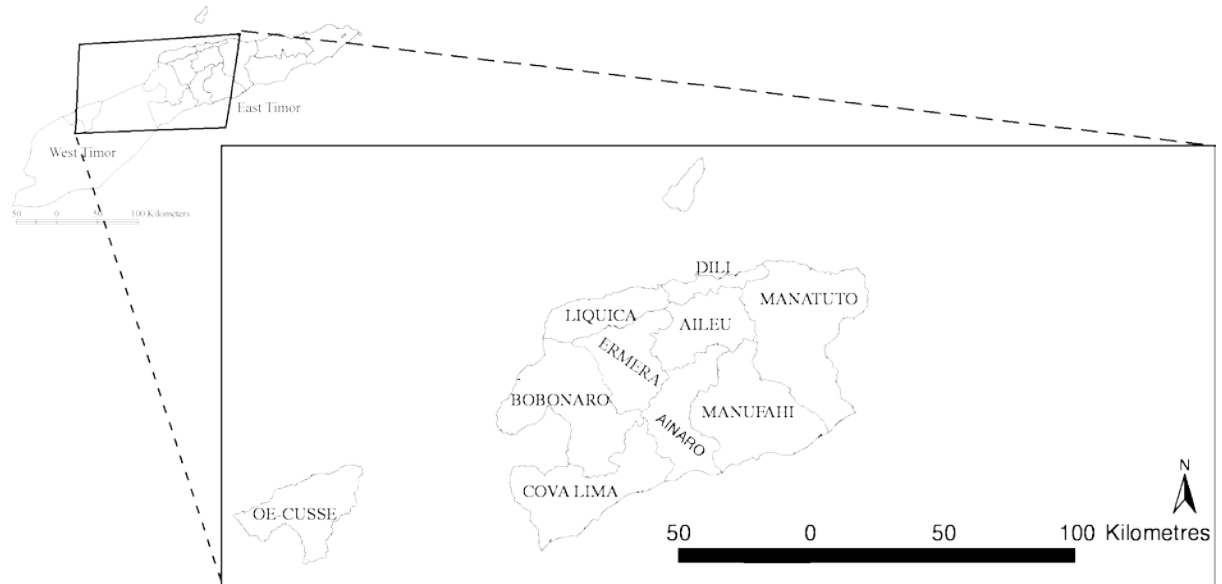 East Timor
West Timor
50 0 50 100 Kilometers
DILI
MANATUTO
LIQUICA
AILEU
ERMERA
BOBONARO
MANUFAHI
AINARO
COVA LIMA
OE-CUSSE
N
50 0 50 100 Kilometres